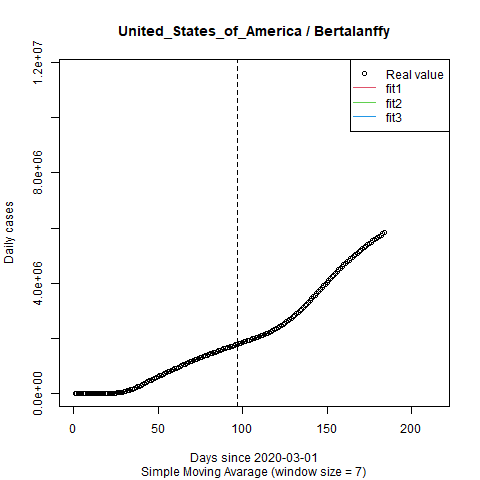 United_States_of_America / Bertalanffy
Real value
fit1
fit2
fit3
Daily cases
1.2e+07
8.0e+06
4.0e+06
0.0e+00
0 50 100 150 200
Days since 2020-03-01
Simple Moving Avarage (window size = 7)